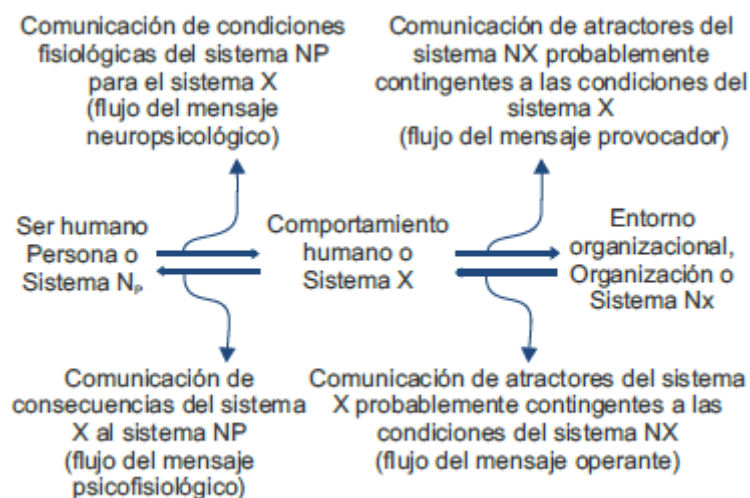 Comunicación de condiciones
fisiológicas del sistema NP
para el sistema X
(flujo del mensaje
neuropsicológico)
Comunicación de atractores del
sistema NX probablemente
contingentes a las condiciones del
sistema X
(flujo del mensaje provocador)
Ser humano
Persona o
Sistema Nₚ
Comportamiento
humano o
Sistema X
Entorno
organizacional,
Organización o
Sistema Nx
Comunicación de
consecuencias del sistema
X al sistema NP
(flujo del mensaje
psicofisiológico)
Comunicación de atractores del sistema
X probablemente contingentes a las
condiciones del sistema NX
(flujo del mensaje operante)